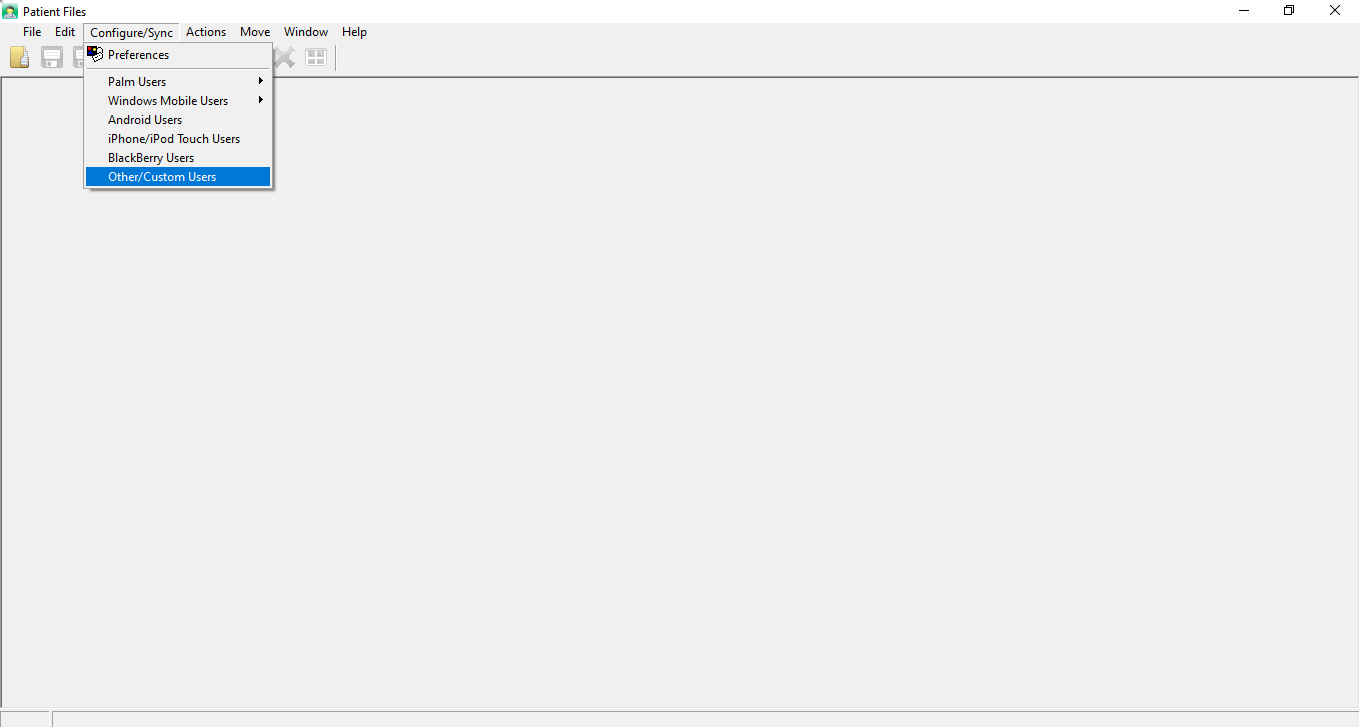 Patient Files
File Edit Configure/Sync Actions Move Window Help
Preferences
Palm Users
Windows Mobile Users
Android Users
iPhone/iPod Touch Users
BlackBerry Users
Other/Custom Users